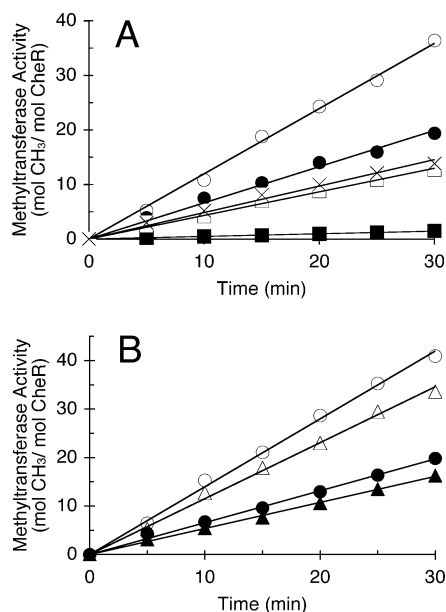 A
Methyltransferase Activity
(mol CH3/ mol CheR)
40
30
20
10
0
0 10 20 30
Time (min)
B
Methyltransferase Activity
(mol CH3/ mol CheR)
40
30
20
10
0
0 10 20 30
Time (min)